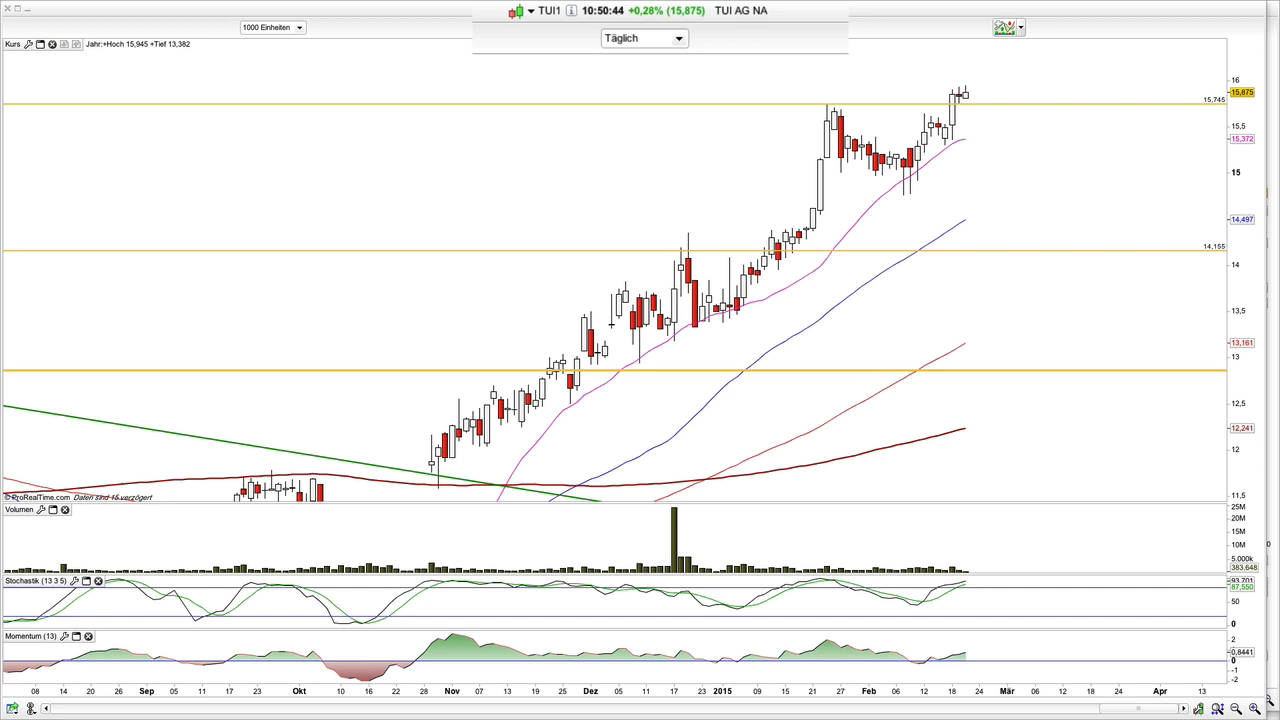 TUI1 10:50:44 +0,28% (15,875) TUI AG NA
1000 Einheiten
Täglich
Kurs Jahr:+Hoch 15,945 +Tief 13,382
16
15,875
15,745
15,5
15,372
15
14,497
14,155
14
13,5
13,161
13
12,5
12,241
12
11,5
© ProRealTime.com Daten sind 15 verzögert
Volumen
25M
20M
15M
10M
5.000k
383.648
Stochastik (13 3 5)
93,701
87,550
50
0
Momentum (13)
2
0,8441
0
-1
-2
08 14 20 26 Sep 05 11 17 23 Okt 10 16 22 28 Nov 07 13 19 25 Dez 05 11 17 23 2015 09 15 21 27 Feb 06 12 18 24 Mär 06 12 18 24 Apr 13